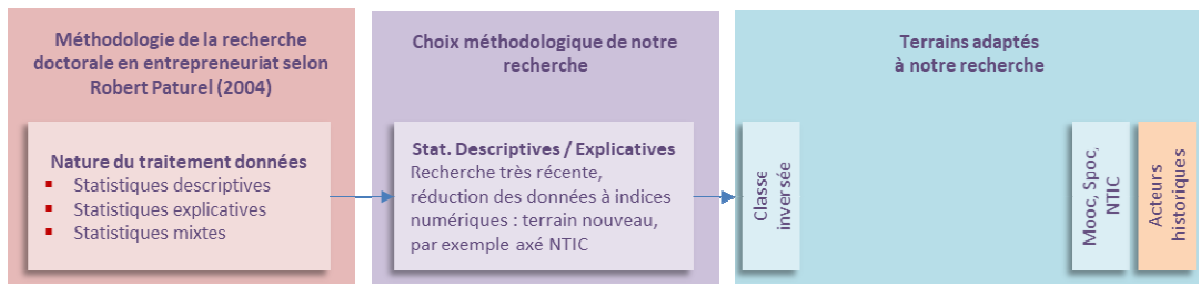 Méthodologie de la recherche
doctorale en entrepreneuriat selon
Robert Paturel (2004)
Nature du traitement données
Statistiques descriptives
Statistiques explicatives
Statistiques mixtes
Choix méthodologique de notre
recherche
Stat. Descriptives / Explicatives
Recherche très récente,
réduction des données à indices
numériques : terrain nouveau,
par exemple axé NTIC
Terrains adaptés
à notre recherche
Classe
inversée
Mooc, Spoc,
NTIC
Acteurs
historiques